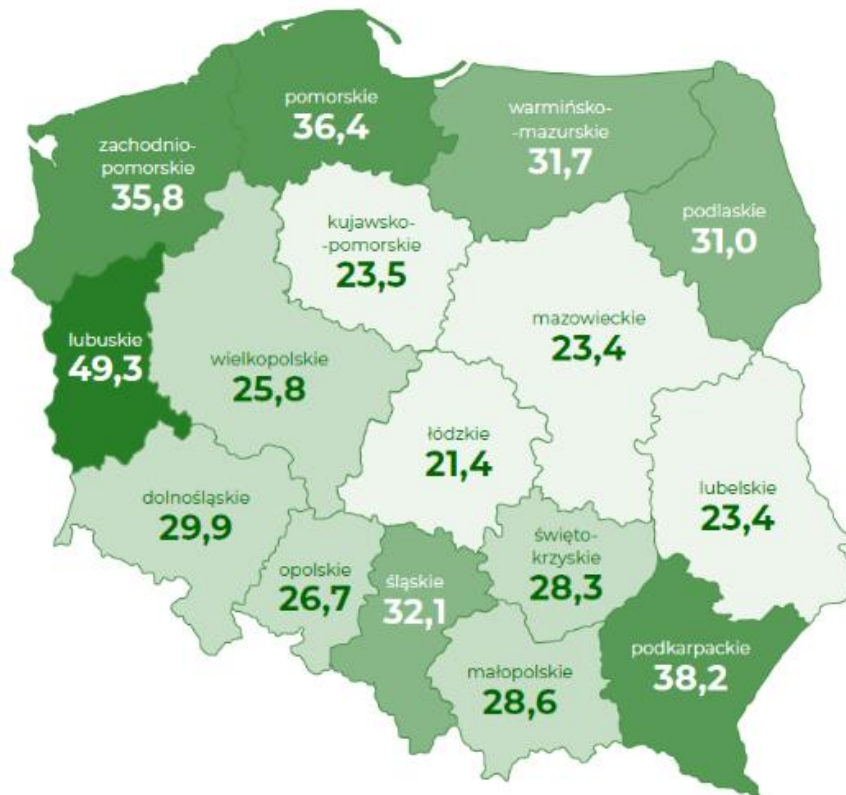 pomorskie
36,4
warmińsko-
-mazurskie
31,7
zachodnio-
pomorskie
35,8
podlaskie
31,0
kujawsko-
-pomorskie
23,5
mazowieckie
23,4
lubuskie
49,3
wielkopolskie
25,8
łódzkie
21,4
lubelskie
23,4
dolnośląskie
29,9
święto-
krzyskie
28,3
opolskie
26,7
śląskie
32,1
podkarpackie
38,2
małopolskie
28,6